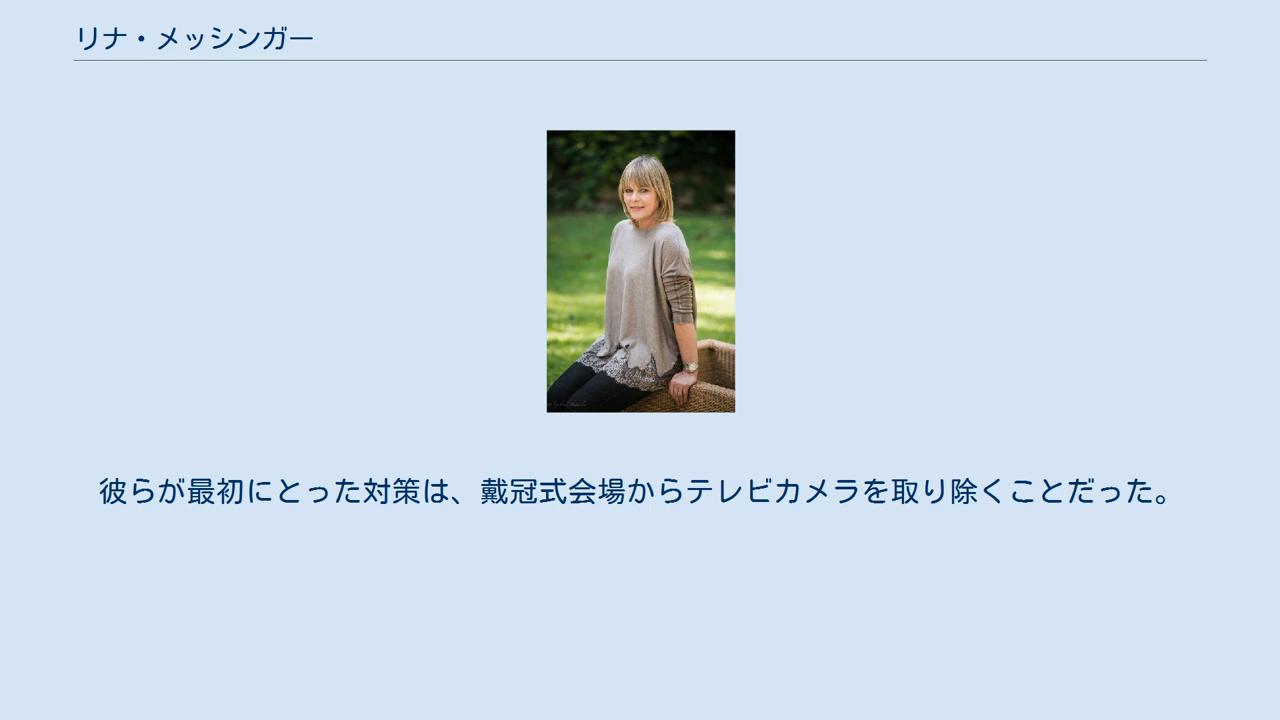 リナ・メッシンガー
彼らが最初にとった対策は、戴冠式会場からテレビカメラを取り除くことだった。